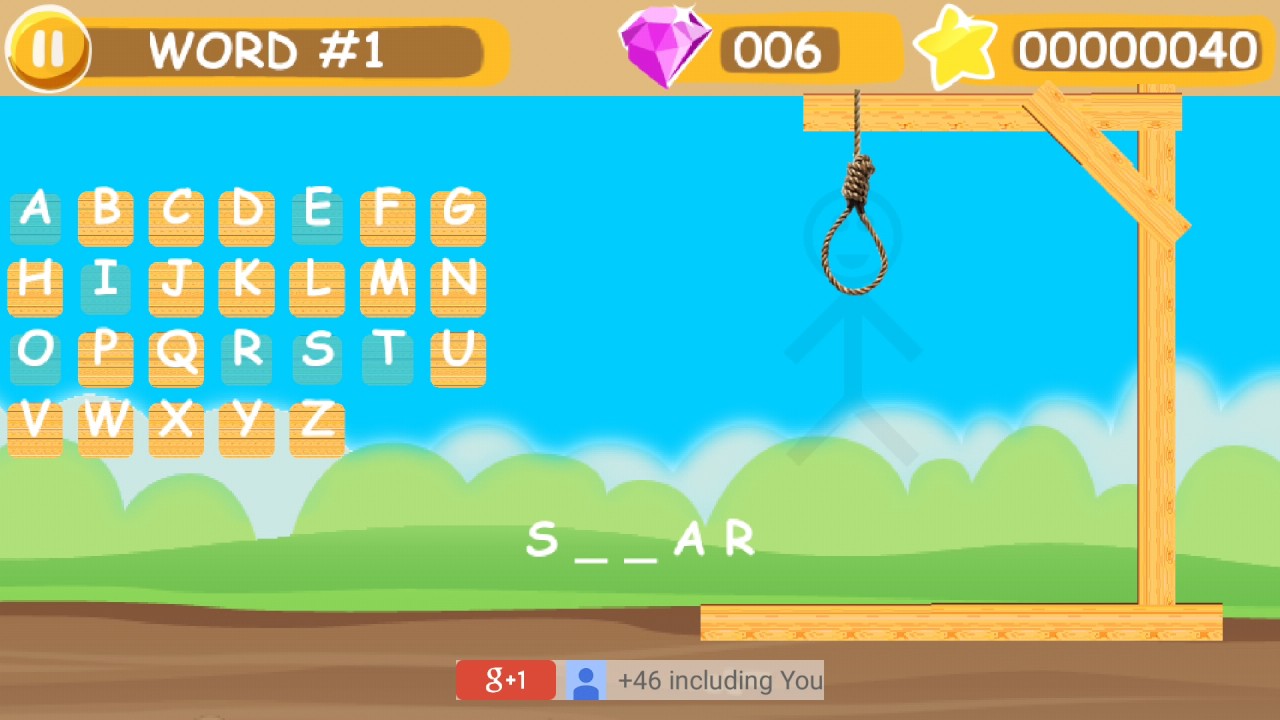 WORD #1
006
00000040
A B C D E F G
H I J K L M N
O P Q R S T U
V W X Y Z
S _ _ A R
g+1
+46 including You